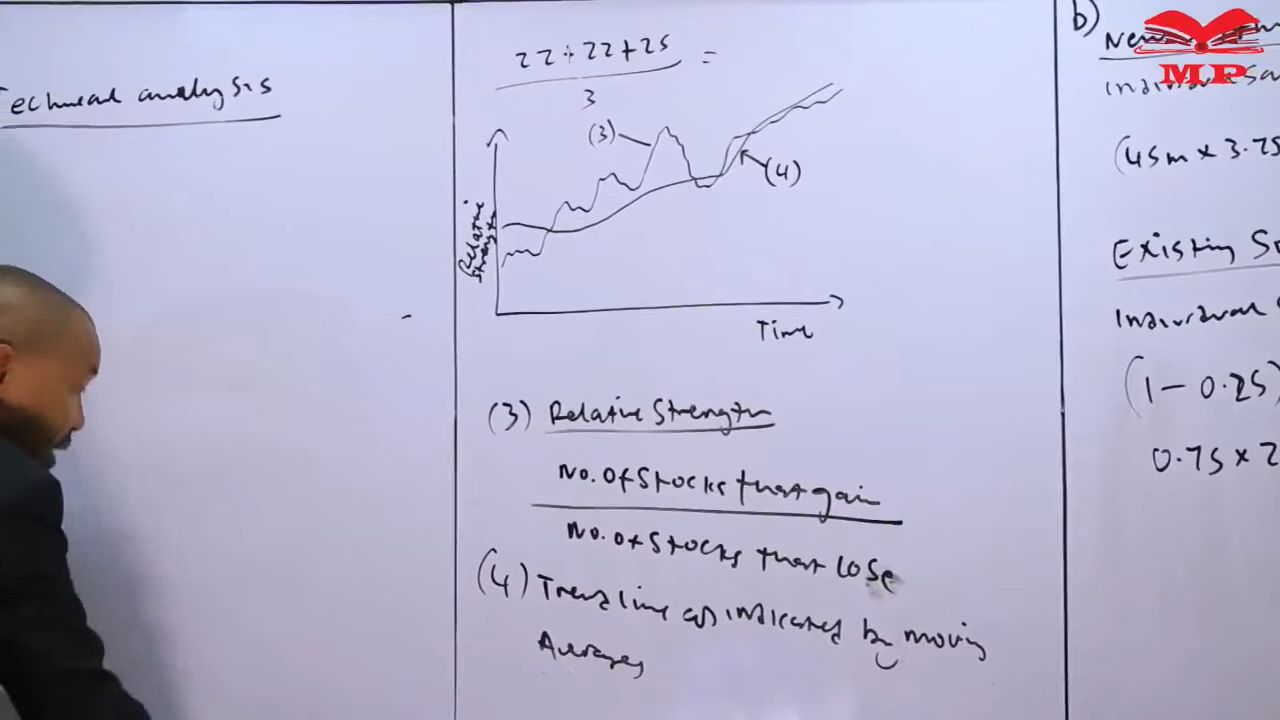 Technical analysis
22+22+25 =
3
(3)
(4)
Relative
Strength
Time
(3) Relative Strength
No. Of Stocks that gain
No. Of Stocks that Lose
(4) Trend line as indicated by moving
Averages
b)
MP
(45m x 3.75
Existing
Individual
(1 - 0.25)
0.75 x 2